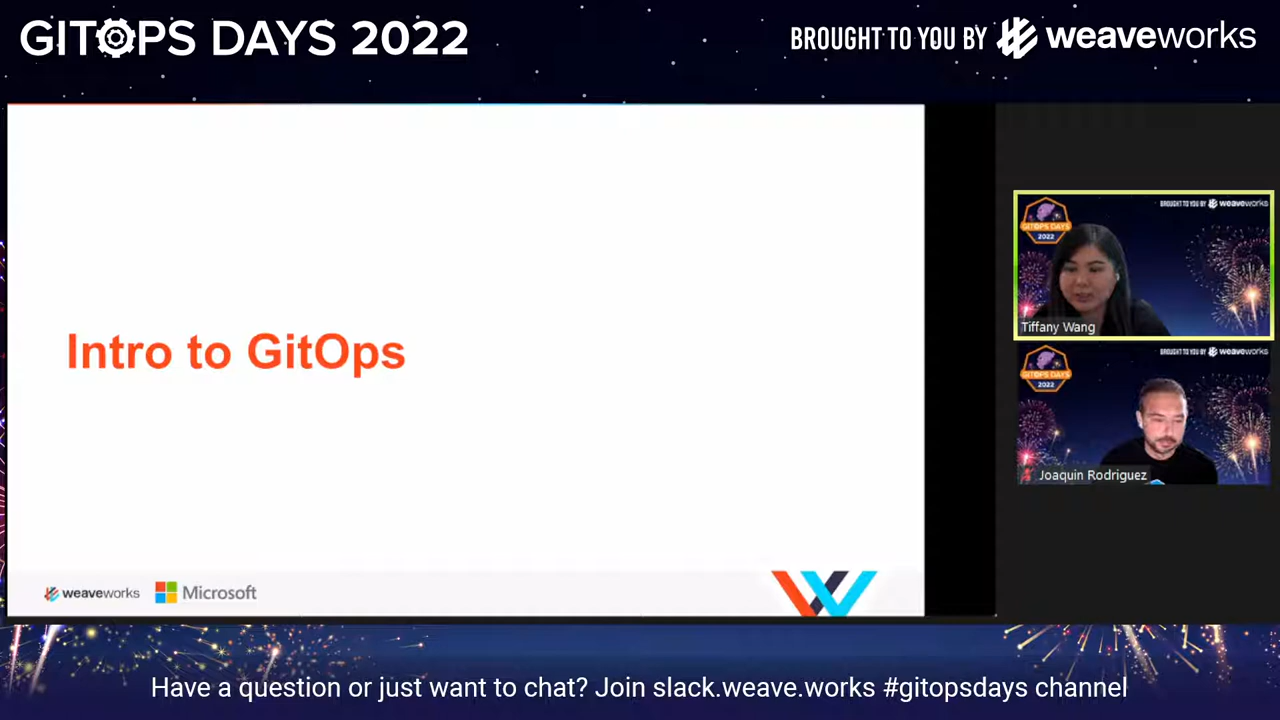 GITOPS DAYS 2022
BROUGHT TO YOU BY weaveworks
Intro to GitOps
weaveworks Microsoft
BROUGHT TO YOU BY weaveworks
GITOPS DAYS
2022
Tiffany Wang
BROUGHT TO YOU BY weaveworks
GITOPS DAYS
2022
Joaquin Rodriguez
Have a question or just want to chat? Join slack.weave.works #gitopsdays channel